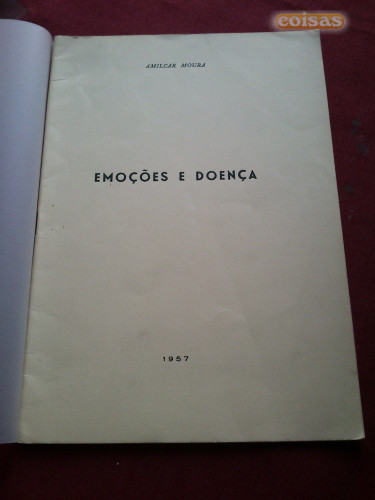 coisas
AMILCAR MOURA
EMOÇÕES E DOENÇA
1957